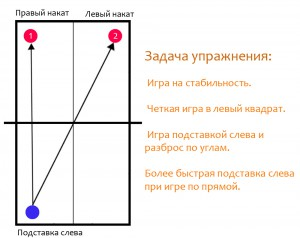 Правый накат
Левый накат
1
2
Подставка слева
Задача упражнения:
Игра на стабильность.
Четкая игра в левый квадрат.
Игра подставкой слева и
разброс по углам.
Более быстрая подставка слева
при игре по прямой.